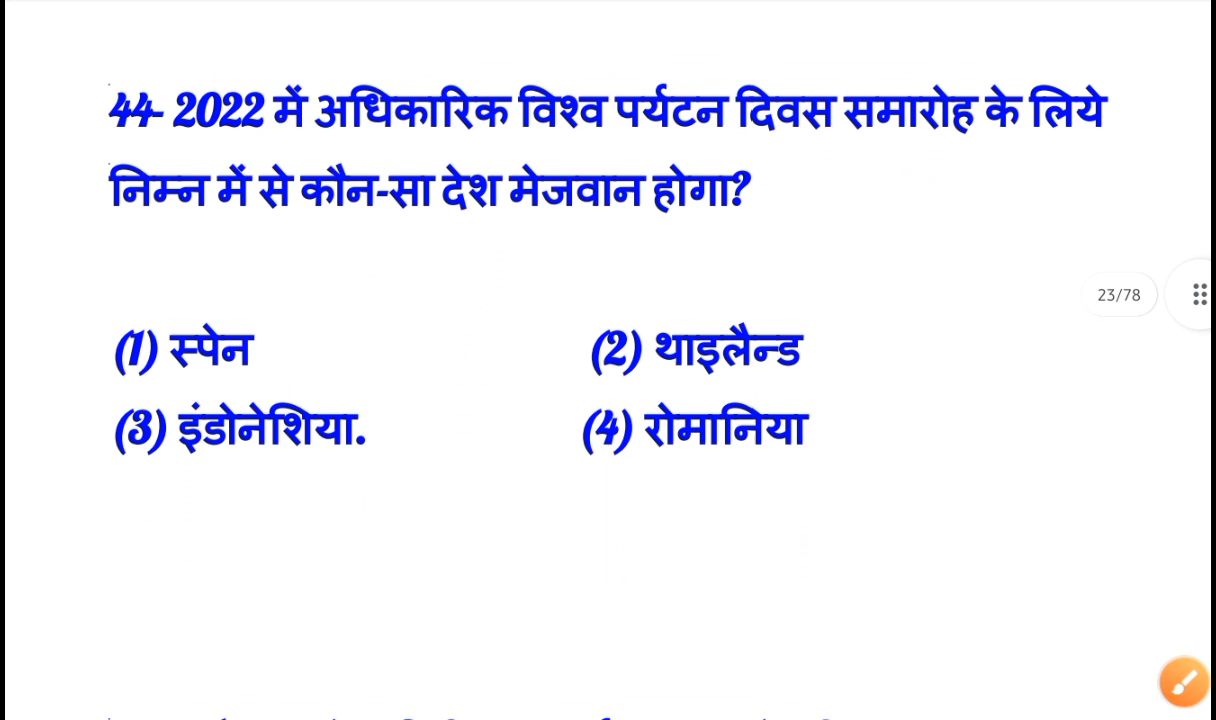 44- 2022 में अधिकारिक विश्व पर्यटन दिवस समारोह के लिये
निम्न में से कौन-सा देश मेजवान होगा?
23/78
(1) स्पेन (2) थाइलैन्ड
(3) इंडोनेशिया. (4) रोमानिया